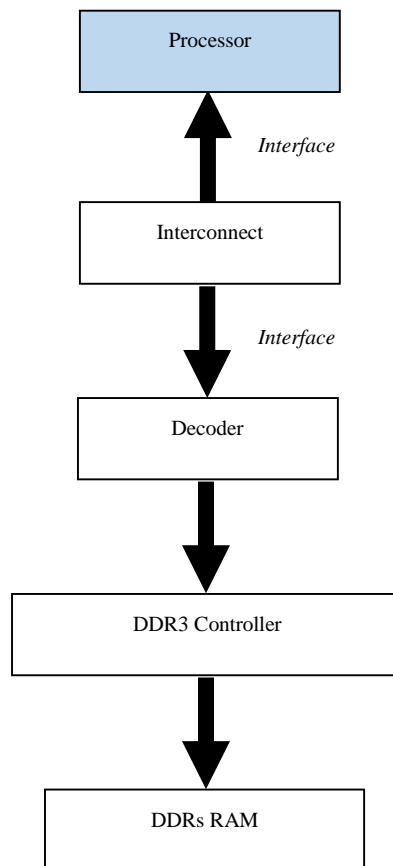 Processor
Interface
Interconnect
Interface
Decoder
DDR3 Controller
DDRs RAM